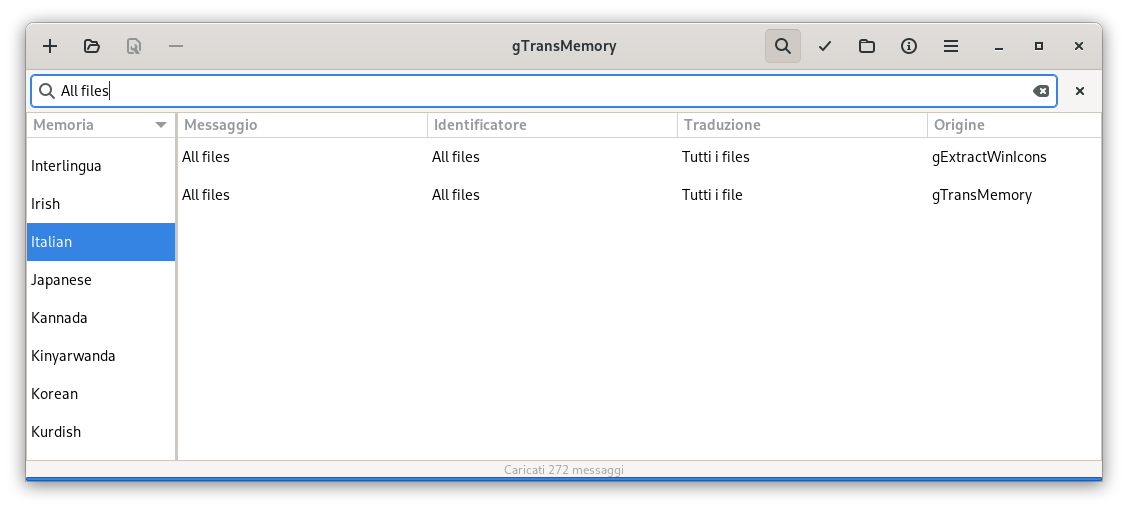 gTransMemory
All files
Memoria Messaggio Identificatore Traduzione Origine
Interlingua All files All files Tutti i files gExtractWinIcons
Irish All files All files Tutti i file gTransMemory
Italian
Japanese
Kannada
Kinyarwanda
Korean
Kurdish
Caricati 272 messaggi